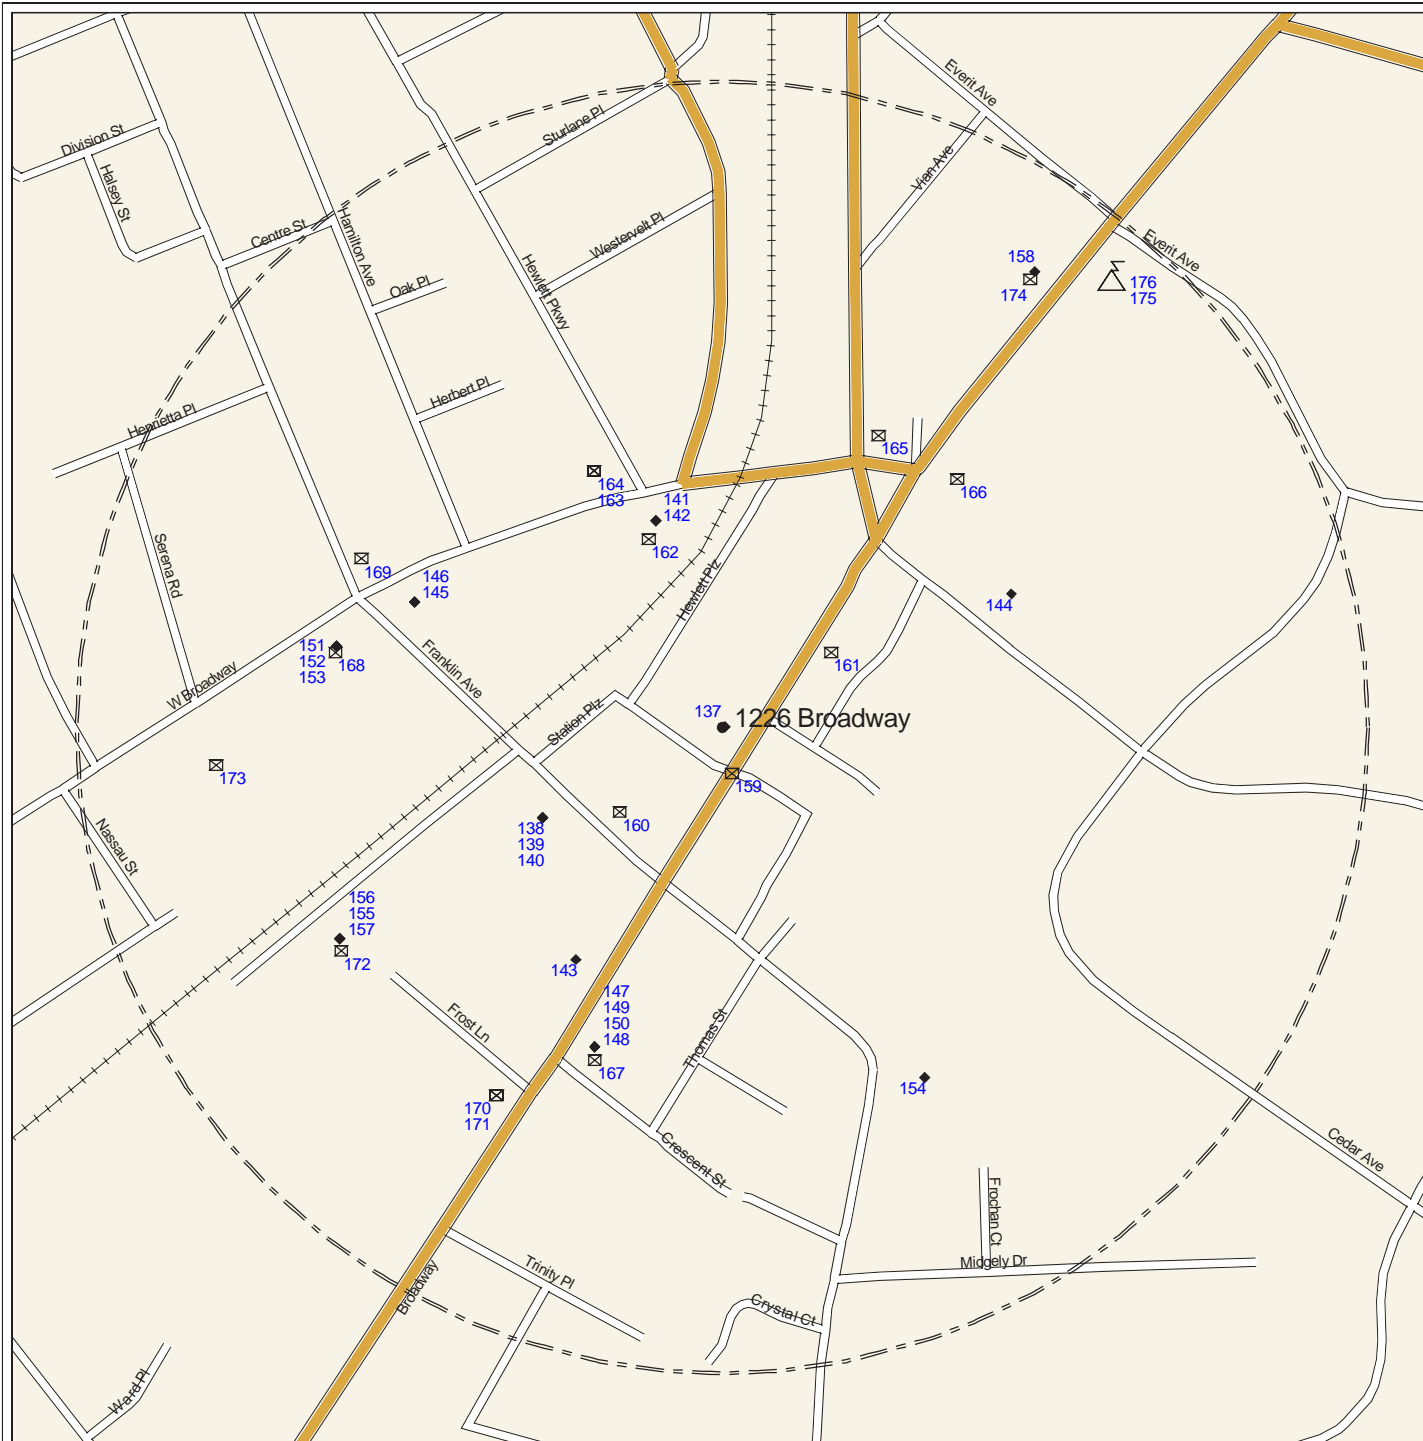 Everit Ave
Sturlane Pl
Division St
Vian Ave
Halsey St
Hamilton Ave
Centre St
Westervelt Pl
Everit Ave
Hewlett Pkwy
158
174
176
175
Oak Pl
Herbert Pl
Henrietta Pl
165
164
163
166
141
142
162
Serena Rd
169
146
145
Hewlett Plz
144
151
152
153
168
Franklin Ave
161
W Broadway
137
1226 Broadway
Station Plz
173
159
160
138
139
140
Nassau St
156
155
157
172
143
147
149
150
148
167
Frost Ln
Thomas St
154
170
171
Crescent St
Cedar Ave
Frochan Ct
Midgely Dr
Trinity Pl
Broadway
Crystal Ct
Ward Pl